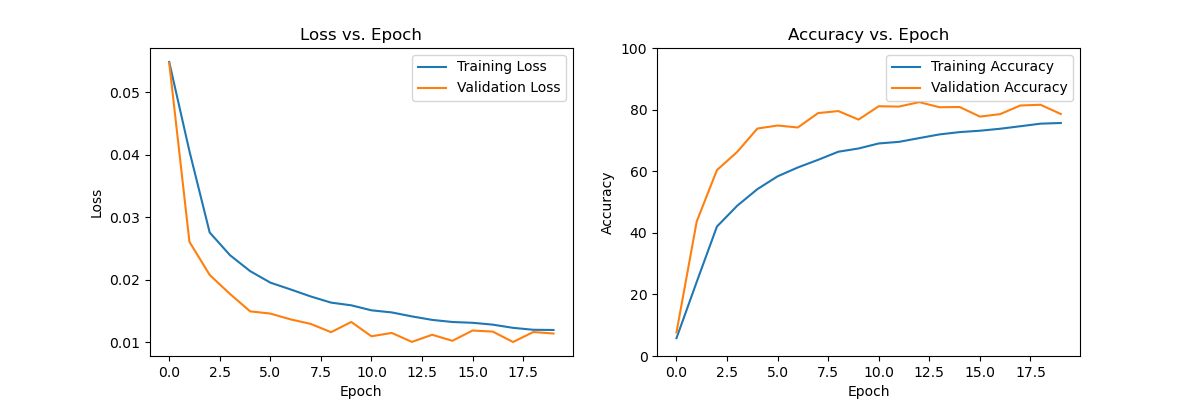 Loss vs. Epoch
Training Loss
Validation Loss
0.05
0.04
0.03
0.02
0.01
Loss
0.0 2.5 5.0 7.5 10.0 12.5 15.0 17.5
Epoch
Accuracy vs. Epoch
Training Accuracy
Validation Accuracy
100
80
60
40
20
0
Accuracy
0.0 2.5 5.0 7.5 10.0 12.5 15.0 17.5
Epoch